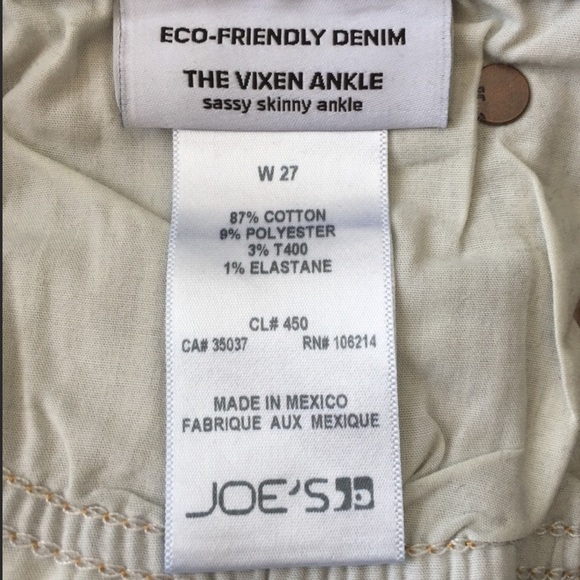 ECO-FRIENDLY DENIM
THE VIXEN ANKLE
sassy skinny ankle
W 27
87% COTTON
9% POLYESTER
3% T400
1% ELASTANE
CL# 450
CA# 35037 RN# 106214
MADE IN MEXICO
FABRIQUE AUX MEXIQUE
JOE'S